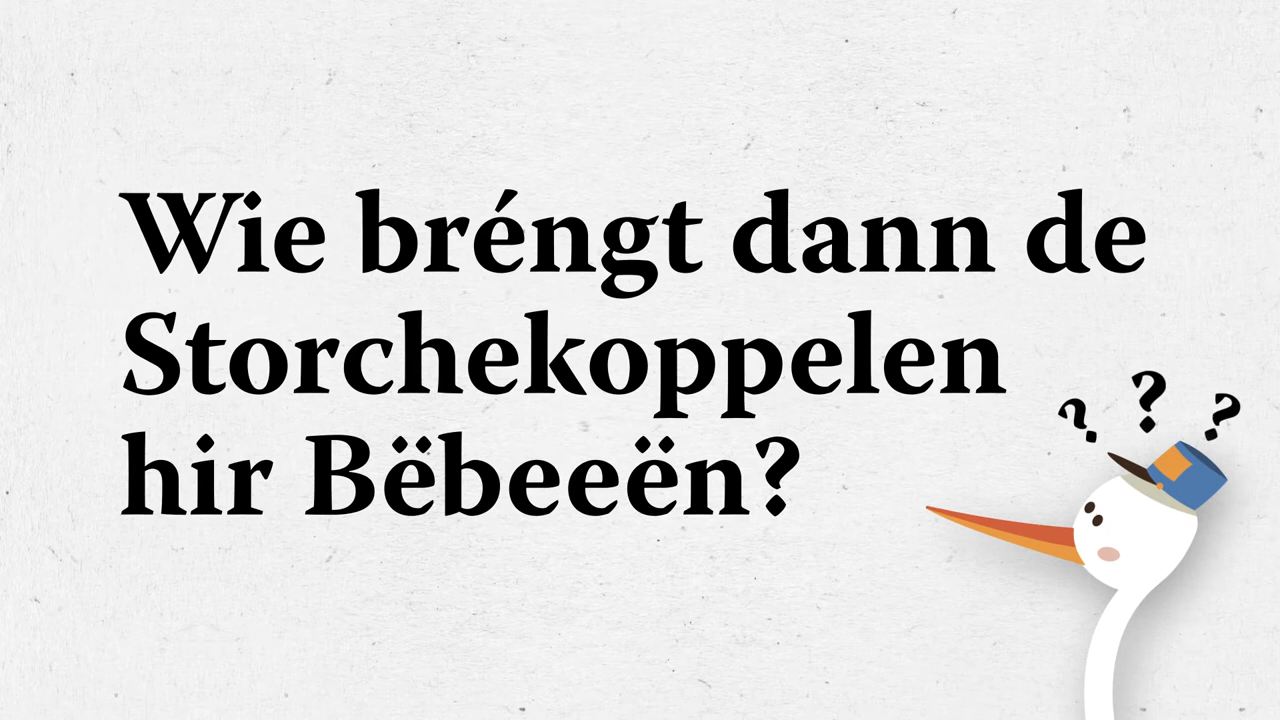 Wie bréngt dann de
Storchekoppelen
hir Bëbeeën?
? ? ?